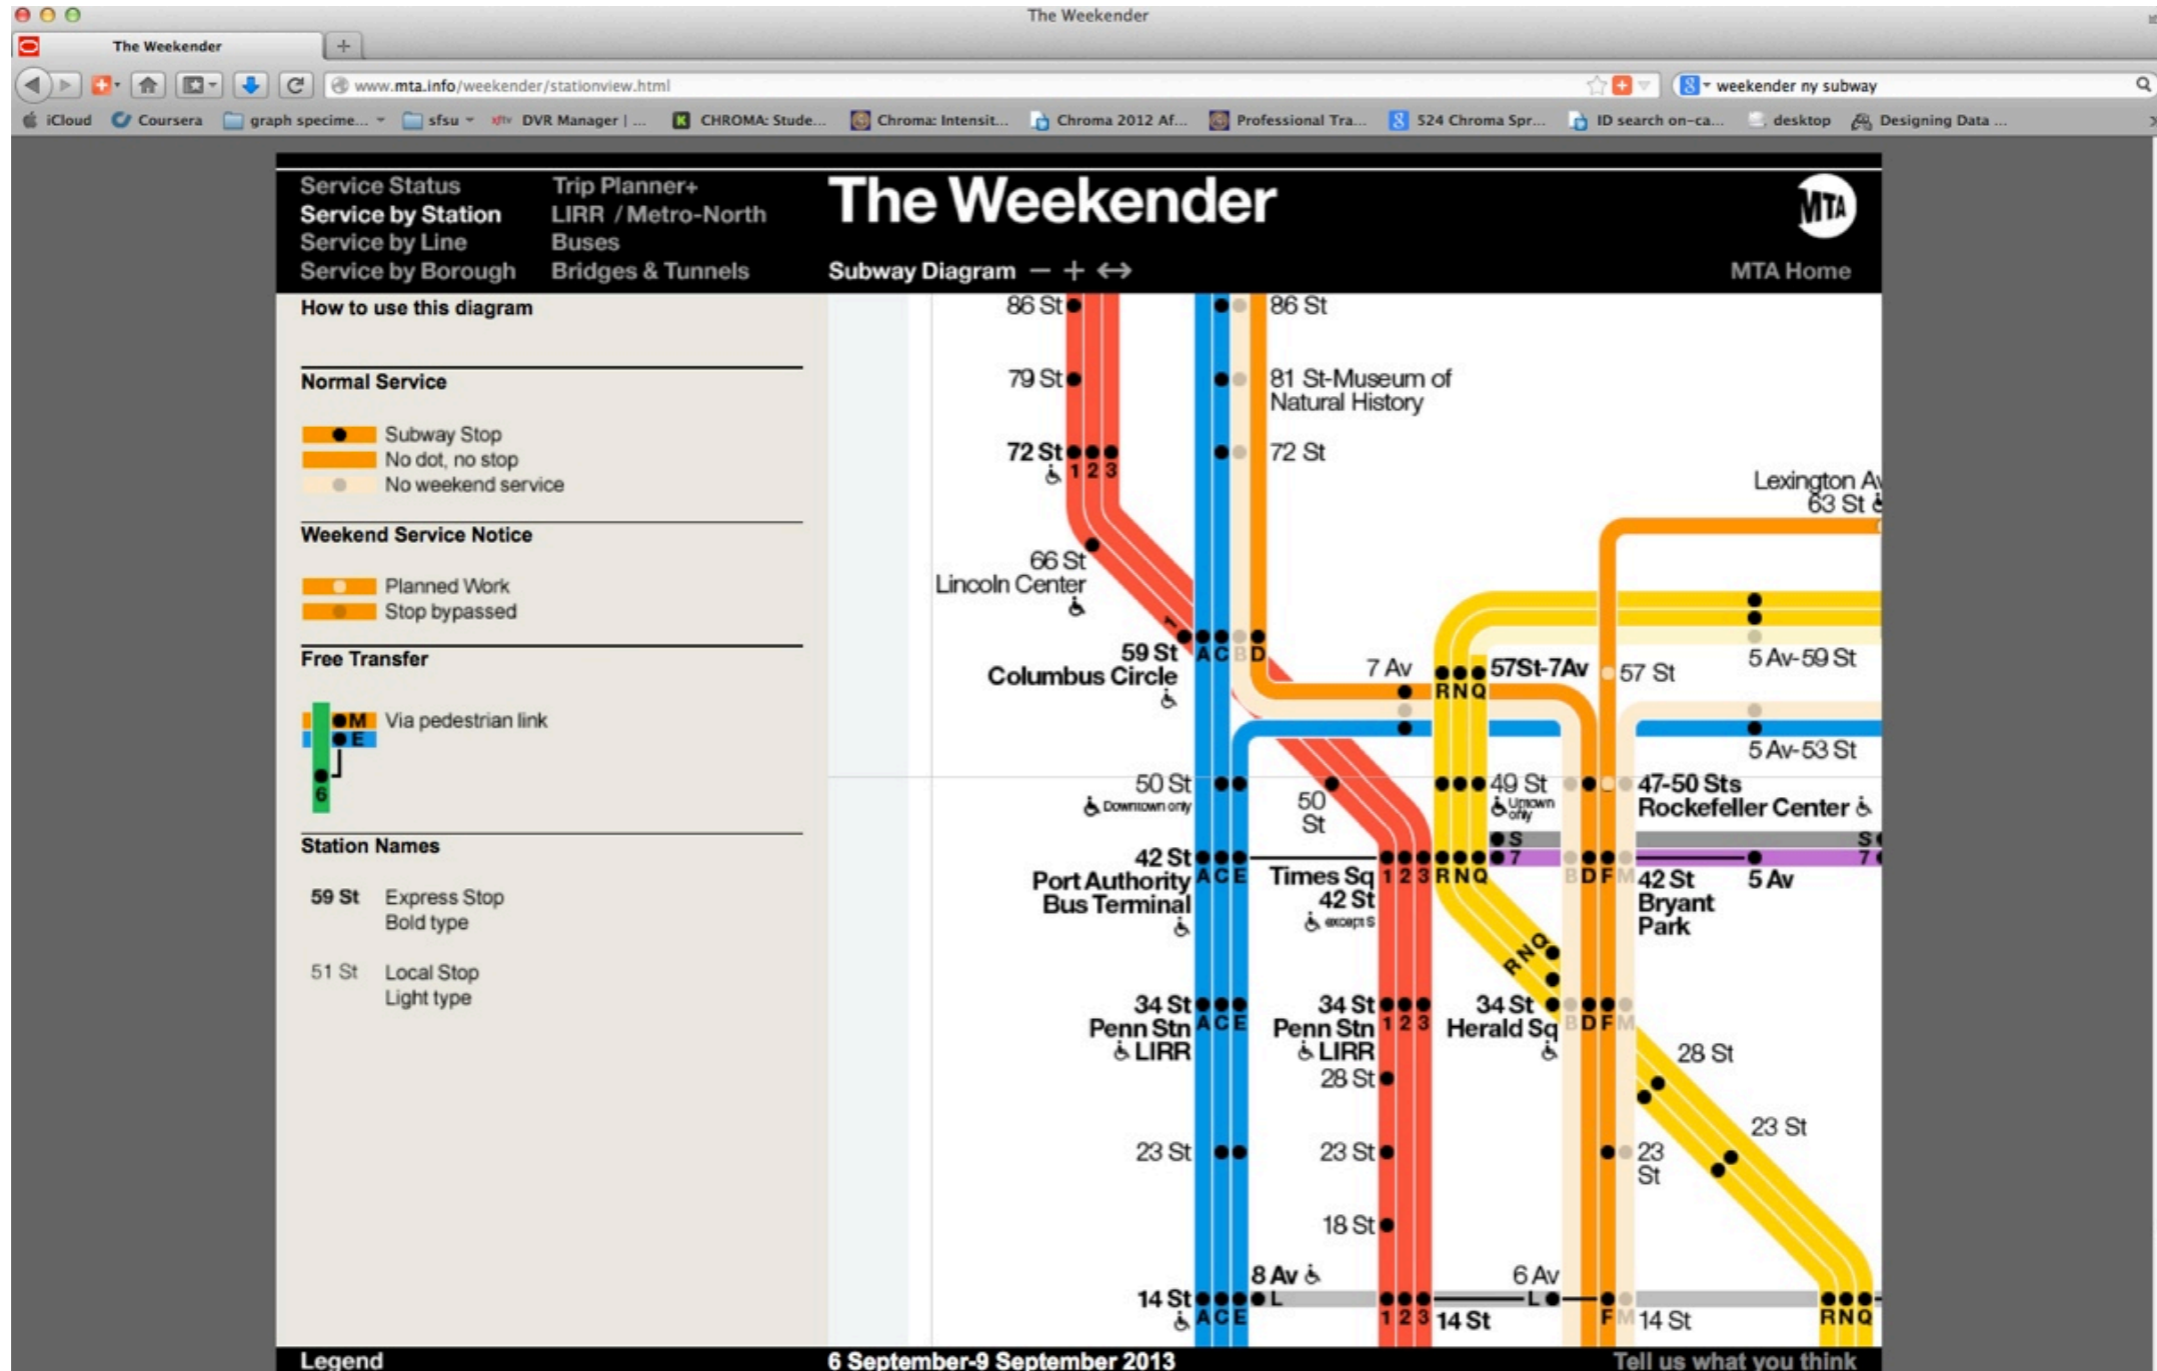 The Weekender
The Weekender
www.mta.info/weekender/stationview.html
weekender ny subway
iCloud
Coursera
graph specime...
sfsu
xftv DVR Manager | ...
CHROMA: Stude...
Chroma: Intensit...
Chroma 2012 Af...
Professional Tra...
524 Chroma Spr...
ID search on-ca...
desktop
Designing Data ...
Service Status
Service by Station
Service by Line
Service by Borough
Trip Planner+
LIRR / Metro-North
Buses
Bridges & Tunnels
The Weekender
Subway Diagram − + ↔
MTA
MTA Home
How to use this diagram
Normal Service
Subway Stop
No dot, no stop
No weekend service
Weekend Service Notice
Planned Work
Stop bypassed
Free Transfer
M
E
6
Via pedestrian link
Station Names
59 St
Express Stop
Bold type
51 St
Local Stop
Light type
86 St
86 St
79 St
81 St-Museum of
Natural History
72 St
1 2 3
72 St
Lexington Av
63 St
66 St
Lincoln Center
1
59 St
Columbus Circle
A C B D
7 Av
57St-7Av
R N Q
57 St
5 Av-59 St
5 Av-53 St
50 St
Downtown only
50
St
49 St
Uptown
only
47-50 Sts
Rockefeller Center
S
S
7
7
42 St
Port Authority
Bus Terminal
A C E
Times Sq
42 St
except S
1 2 3 R N Q
B D F M
42 St
Bryant
Park
5 Av
R N Q
34 St
Penn Stn
LIRR
A C E
34 St
Penn Stn
LIRR
1 2 3
34 St
Herald Sq
B D F M
28 St
28 St
23 St
23 St
23
St
23 St
18 St
8 Av
6 Av
14 St
L
L
A C E
1 2 3
14 St
F M
14 St
R N Q
Legend
6 September-9 September 2013
Tell us what you think